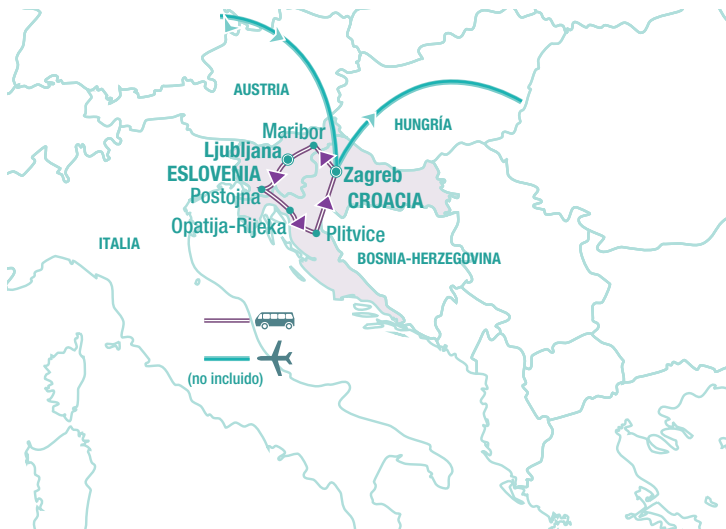 AUSTRIA
HUNGRÍA
Maribor
Ljubljana
Zagreb
ESLOVENIA
Postojna
CROACIA
Opatija-Rijeka
Plitvice
ITALIA
BOSNIA-HERZEGOVINA
(no incluido)